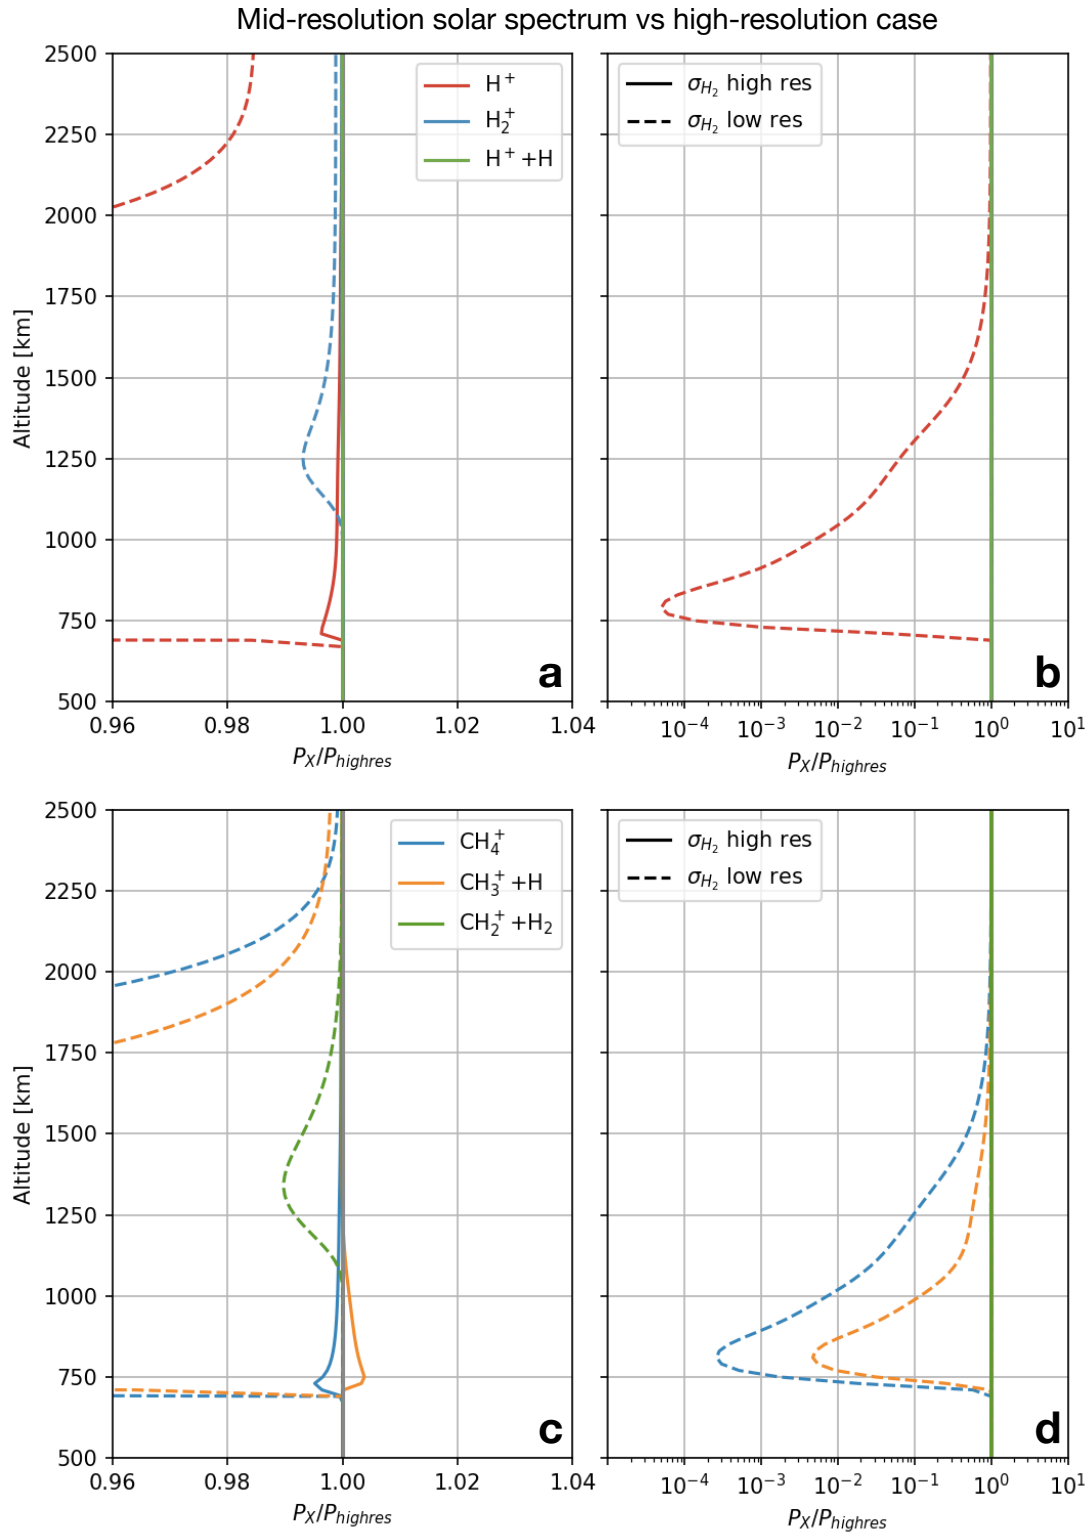 Mid-resolution solar spectrum vs high-resolution case
2500
2250
2000
1750
1500
1250
1000
750
500
Altitude [km]
H⁺
H₂⁺
H⁺+H
a
0.96
0.98
1.00
1.02
1.04
P_X/P_highres
σ_H₂ high res
σ_H₂ low res
b
10⁻⁴
10⁻³
10⁻²
10⁻¹
10⁰
10¹
P_X/P_highres
2500
2250
2000
1750
1500
1250
1000
750
500
Altitude [km]
CH₄⁺
CH₃⁺+H
CH₂⁺+H₂
c
0.96
0.98
1.00
1.02
1.04
P_X/P_highres
σ_H₂ high res
σ_H₂ low res
d
10⁻⁴
10⁻³
10⁻²
10⁻¹
10⁰
10¹
P_X/P_highres